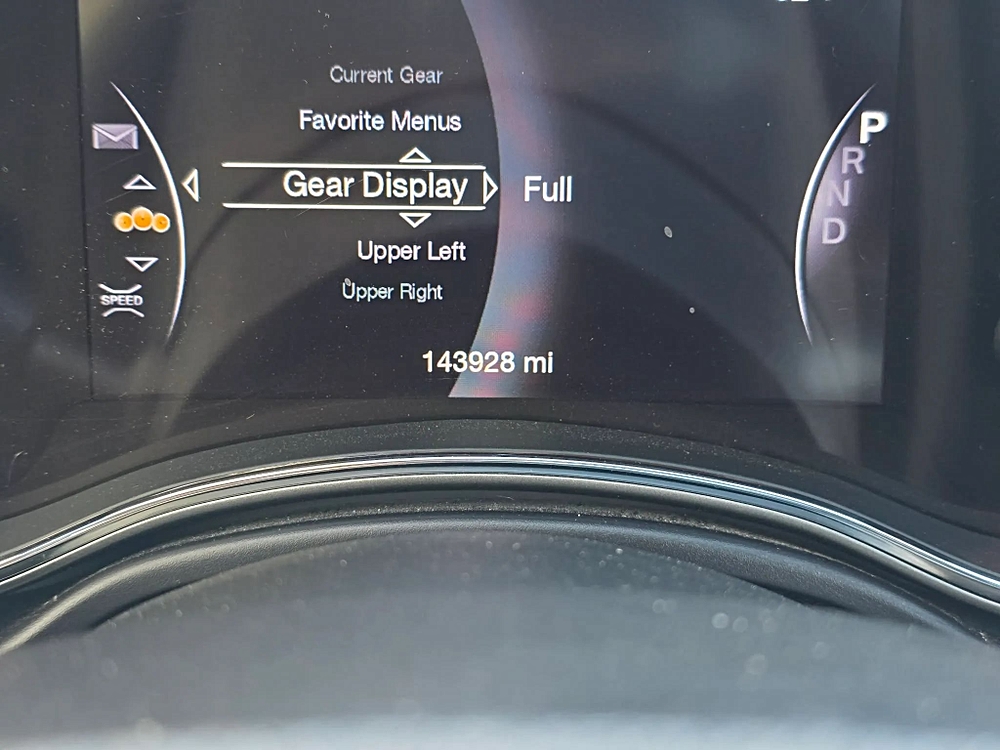 Current Gear
Favorite Menus
Gear Display
Full
Upper Left
Upper Right
SPEED
143928 mi
P
R
N
D